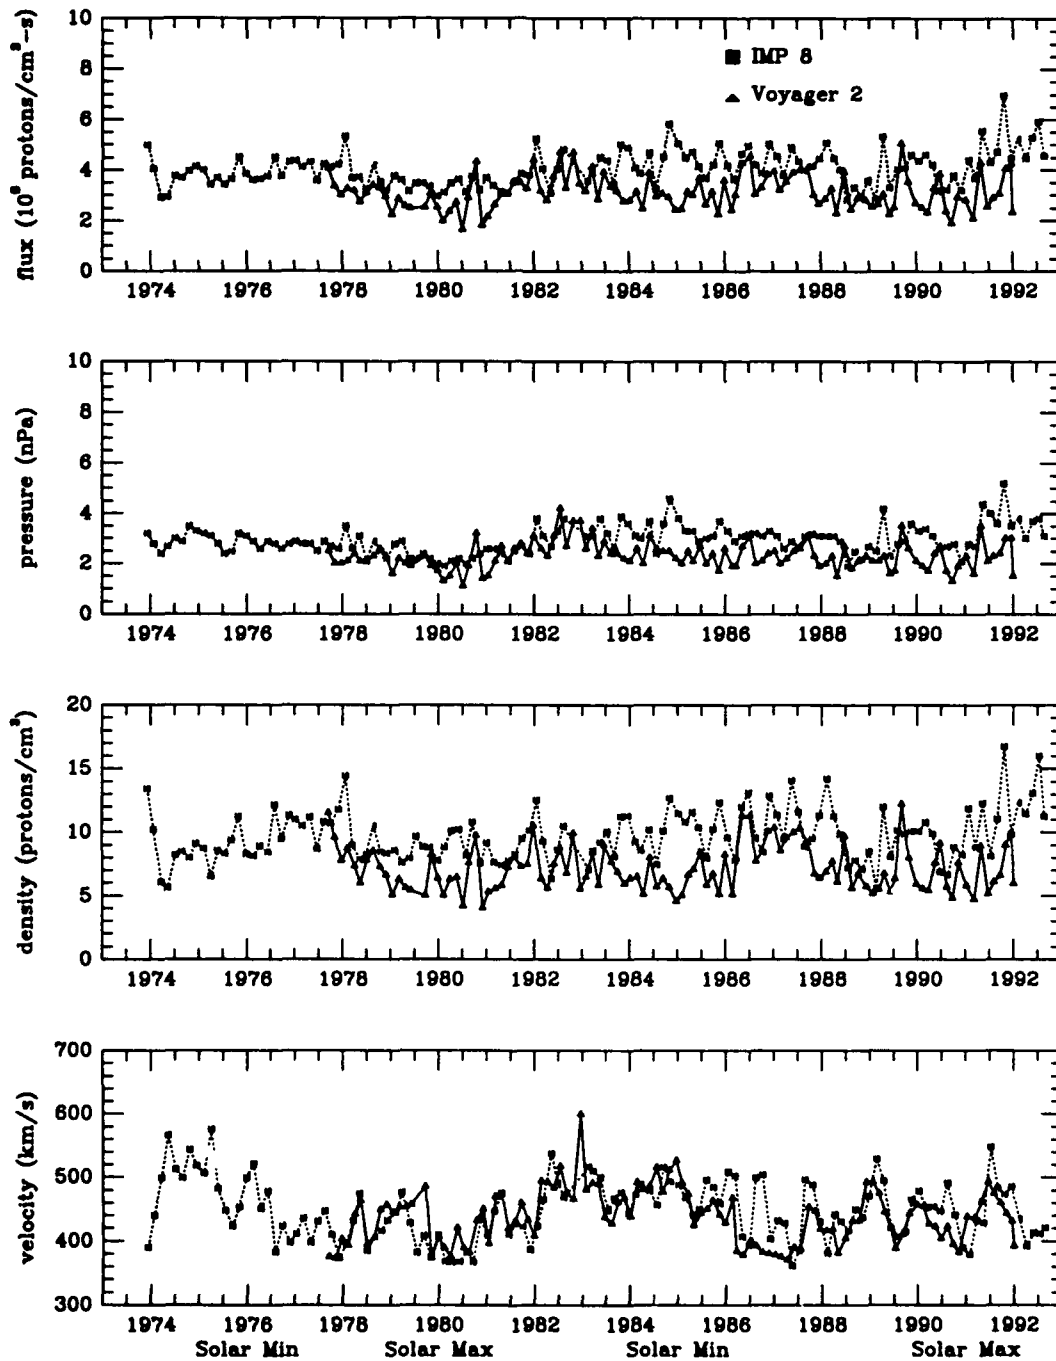 10
8
6
4
2
0
flux (10⁸ protons/cm²-s)
■ IMP 8
▲ Voyager 2
1974 1976 1978 1980 1982 1984 1986 1988 1990 1992
10
8
6
4
2
0
pressure (nPa)
1974 1976 1978 1980 1982 1984 1986 1988 1990 1992
20
15
10
5
0
density (protons/cm³)
1974 1976 1978 1980 1982 1984 1986 1988 1990 1992
700
600
500
400
300
velocity (km/s)
1974 1976 1978 1980 1982 1984 1986 1988 1990 1992
Solar Min Solar Max Solar Min Solar Max